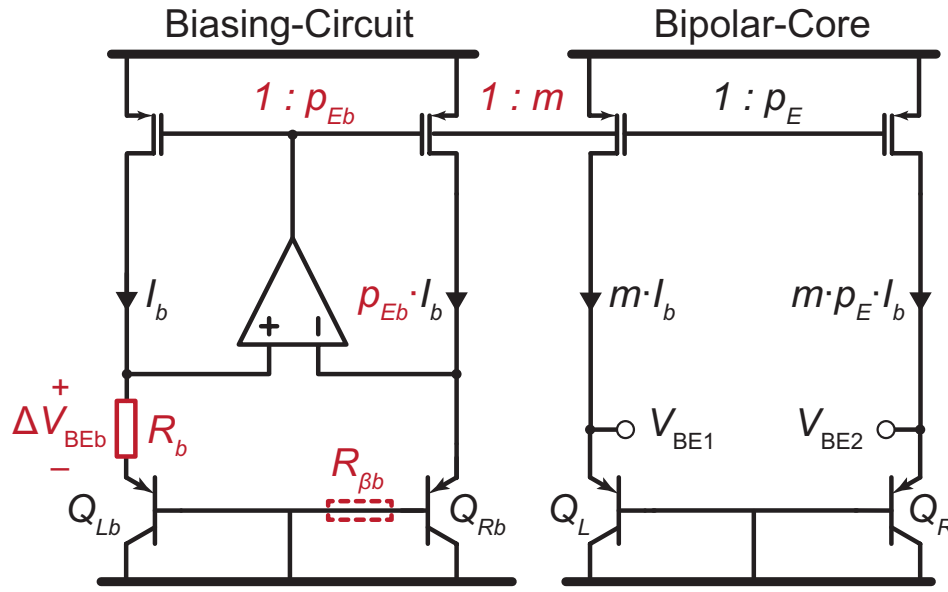 Biasing-Circuit Bipolar-Core
1 : pEb 1 : m 1 : pE
Ib pEb·Ib m·Ib m·pE·Ib
+ −
+
ΔVBEb Rb VBE1 VBE2
−
Rβb
QLb QRb QL QR